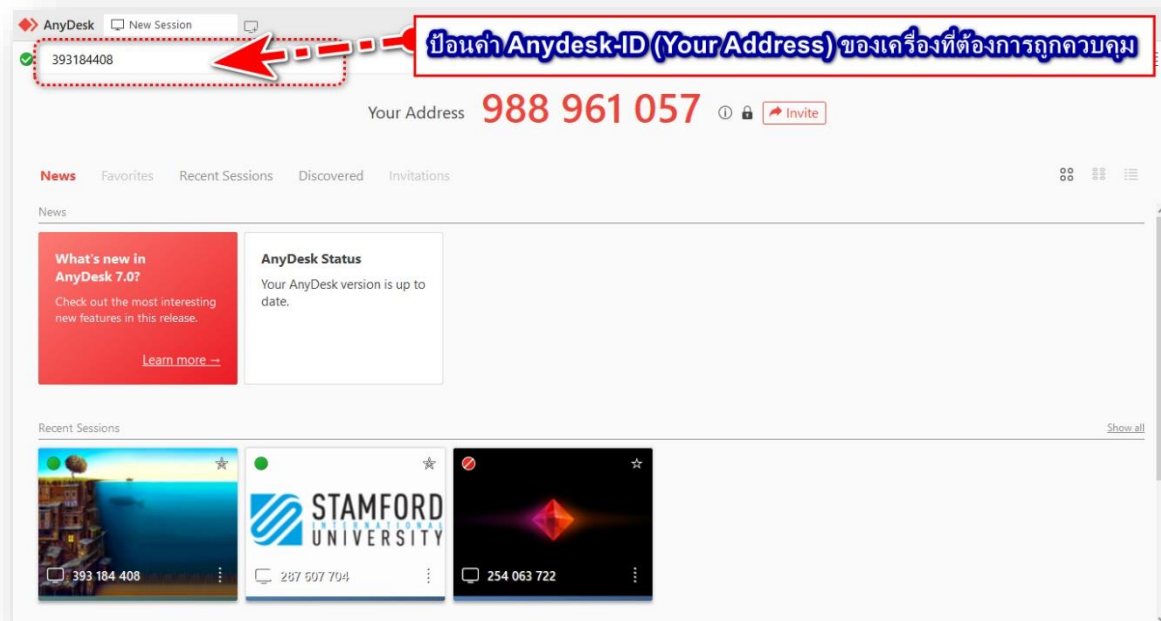 AnyDesk New Session
ป้อนค่า Anydesk-ID (Your Address) ของเครื่องที่ต้องการถูกควบคุม
393184408
Your Address 988 961 057 Invite
News Favorites Recent Sessions Discovered Invitations
News
What's new in
AnyDesk 7.0?
Check out the most interesting
new features in this release.
Learn more →
AnyDesk Status
Your AnyDesk version is up to
date.
Recent Sessions Show all
STAMFORD
INTERNATIONAL
UNIVERSITY
393 184 408
287 607 704
254 063 722